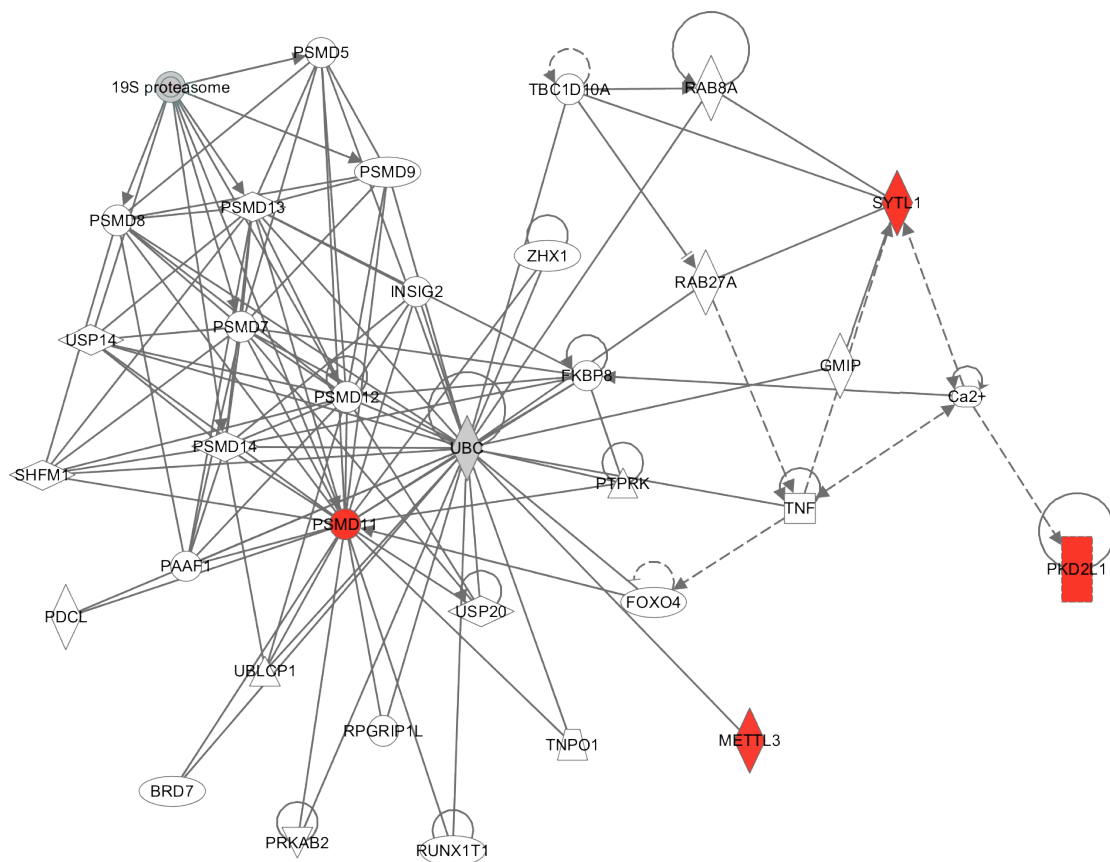 PSMD5
19S proteasome
TBC1D10A
RAB8A
PSMD9
PSMD8
PSMD13
SYTL1
ZHX1
RAB27A
INSIG2
PSMD7
USP14
FKBP8
GMIP
PSMD12
Ca2+
PSMD14
UBC
SHFM1
PTPRK
TNF
PSMD11
PAAF1
PKD2L1
PDCL
USP20
FOXO4
UBLCP1
RPGRIP1L
TNPO1
METTL3
BRD7
PRKAB2
RUNX1T1